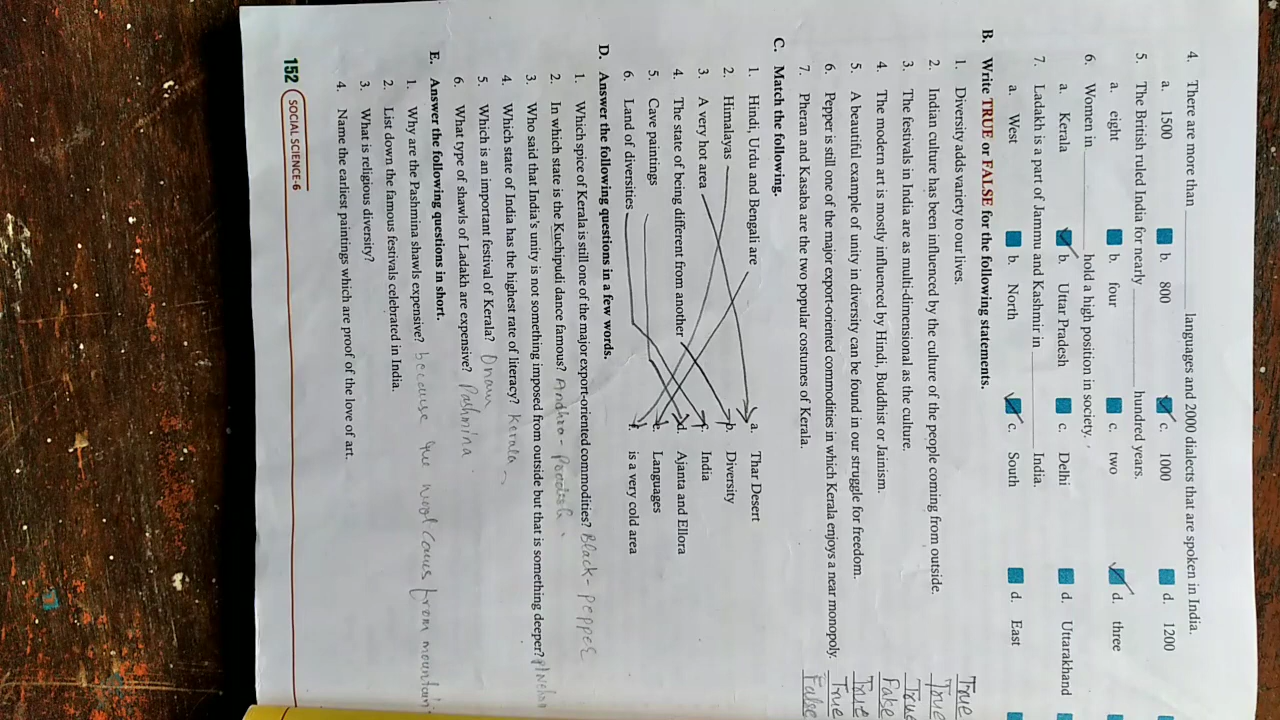 4. There are more than ________ languages and 2000 dialects that are spoken in India.
a. 1500 b. 800 c. 1000 d. 1200
5. The British ruled India for nearly ________ hundred years.
a. eight b. four c. two d. three
6. Women in ________ hold a high position in society.
a. Kerala b. Uttar Pradesh c. Delhi d. Uttarakhand
7. Ladakh is a part of Jammu and Kashmir in ________ India.
a. West b. North c. South d. East
B. Write TRUE or FALSE for the following statements.
1. Diversity adds variety to our lives. True
2. Indian culture has been influenced by the culture of the people coming from outside. True
3. The festivals in India are as multi-dimensional as the culture. True
4. The modern art is mostly influenced by Hindi, Buddhist or Jainism. False
5. A beautiful example of unity in diversity can be found in our struggle for freedom. True
6. Pepper is still one of the major export-oriented commodities in which Kerala enjoys a near monopoly. True
7. Pheran and Kasaba are the two popular costumes of Kerala. False
C. Match the following.
1. Hindi, Urdu and Bengali are a. Thar Desert
2. Himalayas b. Diversity
3. A very hot area c. India
4. The state of being different from another d. Ajanta and Ellora
5. Cave paintings e. Languages
6. Land of diversities f. is a very cold area
D. Answer the following questions in a few words.
1. Which spice of Kerala is still one of the major export-oriented commodities? Black-pepper
2. In which state is the Kuchipudi dance famous? Andhra-
3. Who said that India's unity is not something imposed from outside but that is something deeper?
4. Which state of India has the highest rate of literacy? Kerala
5. Which is an important festival of Kerala? Onam
6. What type of shawls of Ladakh are expensive? Pashmina.
E. Answer the following questions in short.
1. Why are the Pashmina shawls expensive? because the wool comes from mountain
2. List down the famous festivals celebrated in India.
3. What is religious diversity?
4. Name the earliest paintings which are proof of the love of art.
152 SOCIAL SCIENCE-6